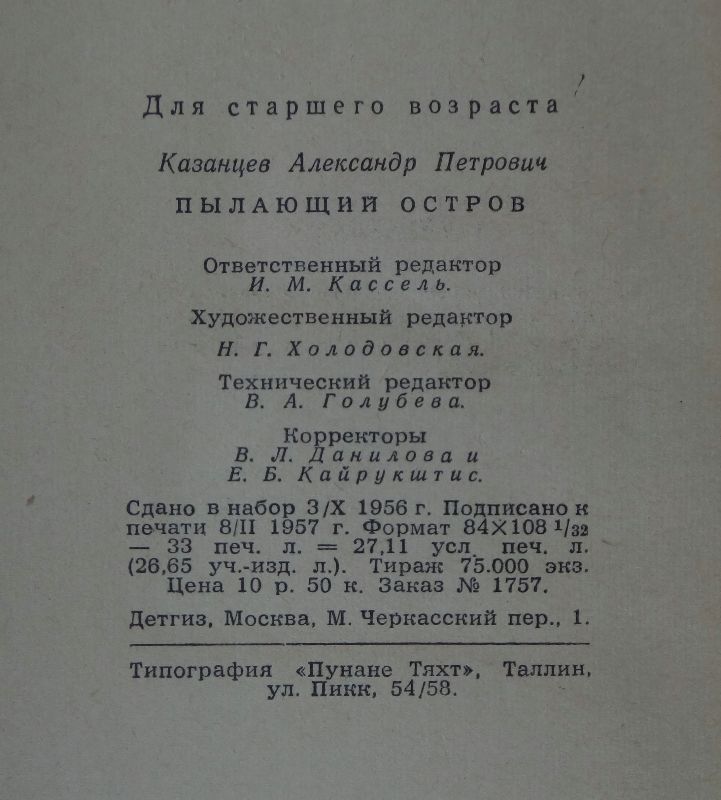 Для старшего возраста
Казанцев Александр Петрович
ПЫЛАЮЩИЙ ОСТРОВ
Ответственный редактор
И. М. Кассель.
Художественный редактор
Н. Г. Холодовская.
Технический редактор
В. А. Голубева.
Корректоры
В. Л. Данилова и
Е. Б. Кайрукштис.
Сдано в набор 3/X 1956 г. Подписано к
печати 8/II 1957 г. Формат 84×108 1/32
— 33 печ. л. = 27,11 усл. печ. л.
(26,65 уч.-изд. л.). Тираж 75.000 экз.
Цена 10 р. 50 к. Заказ № 1757.
Детгиз, Москва, М. Черкасский пер., 1.
Типография «Пунане Тяхт», Таллин,
ул. Пикк, 54/58.